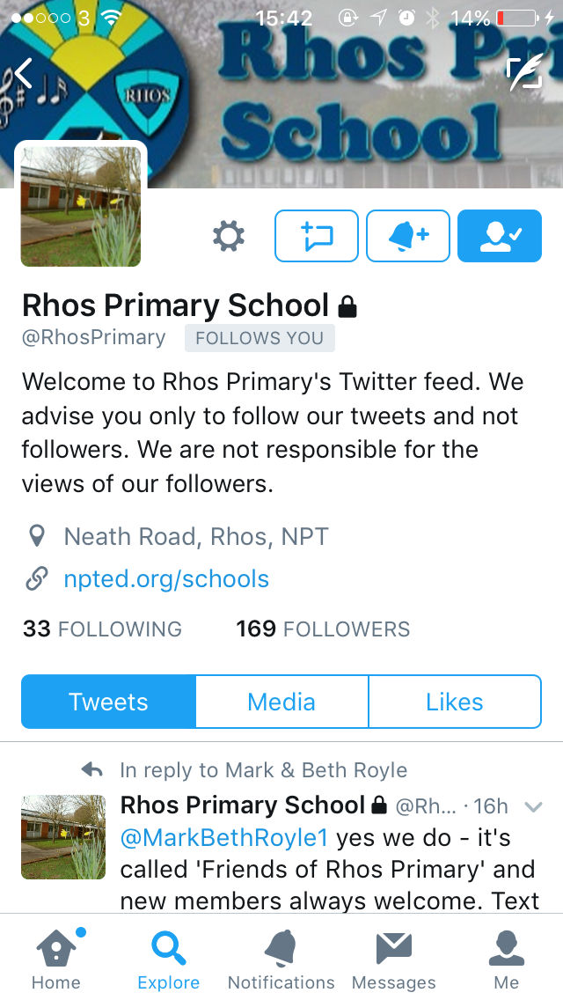 3 15:42 14%
Rhos Pri
School
RHOS
Rhos Primary School
@RhosPrimary FOLLOWS YOU
Welcome to Rhos Primary's Twitter feed. We
advise you only to follow our tweets and not
followers. We are not responsible for the
views of our followers.
Neath Road, Rhos, NPT
npted.org/schools
33 FOLLOWING 169 FOLLOWERS
Tweets Media Likes
In reply to Mark & Beth Royle
Rhos Primary School @Rh... · 16h
@MarkBethRoyle1 yes we do - it's
called 'Friends of Rhos Primary' and
new members always welcome. Text
Home Explore Notifications Messages Me